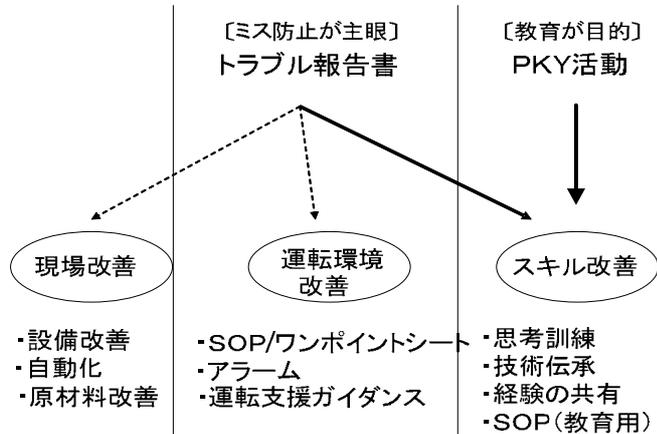 〔ミス防止が主眼〕
トラブル報告書
〔教育が目的〕
PKY活動
現場改善
運転環境
改善
スキル改善
・設備改善
・自動化
・原材料改善
・SOP/ワンポイントシート
・アラーム
・運転支援ガイダンス
・思考訓練
・技術伝承
・経験の共有
・SOP（教育用）